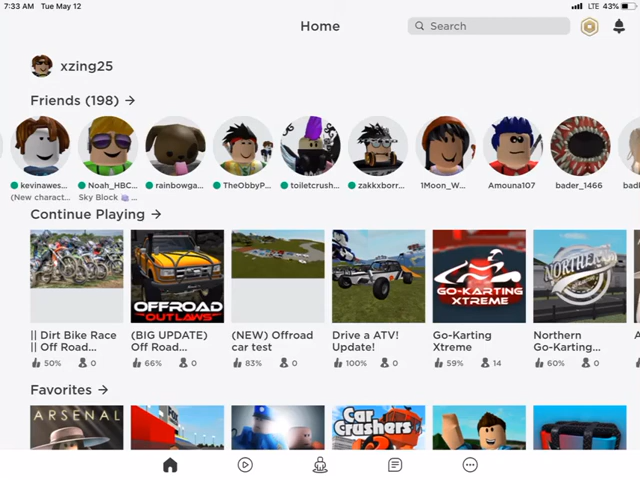 7:33 AM Tue May 12
LTE 43%
Home
Search
xzing25
Friends (198) →
kevinawes... Noah_HBC... rainbowga... TheObbyP... toiletcrush... zakkxborr... 1Moon_W... Amouna107 bader_1466
(New charact... Sky Block ...
Continue Playing →
OFFROAD
OUTLAWS
GO-KARTING
XTREME
NORTHERN
|| Dirt Bike Race (BIG UPDATE) (NEW) Offroad Drive a ATV! Go-Karting Northern
|| Off Road... Off Road... car test Update! Xtreme Go-Karting...
50% 0 66% 0 83% 0 100% 0 59% 14 60% 0
Favorites →
ARSENAL
Car
Crushers
2